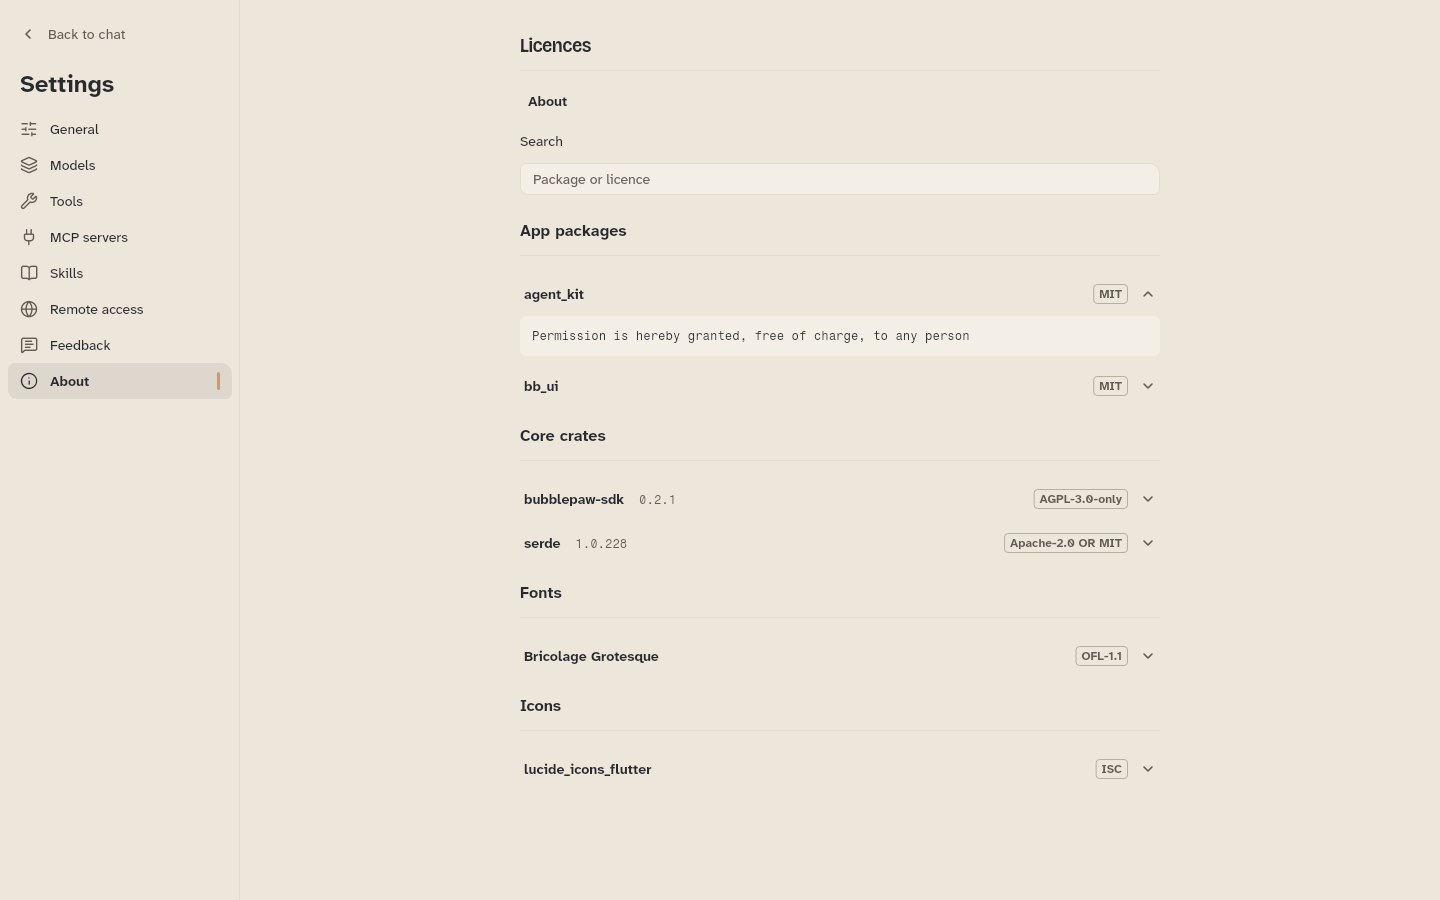 Back to chat
Settings
General
Models
Tools
MCP servers
Skills
Remote access
Feedback
About
Licences
About
Search
Package or licence
App packages
agent_kit MIT
Permission is hereby granted, free of charge, to any person
bb_ui MIT
Core crates
bubblepaw-sdk 0.2.1 AGPL-3.0-only
serde 1.0.228 Apache-2.0 OR MIT
Fonts
Bricolage Grotesque OFL-1.1
Icons
lucide_icons_flutter ISC